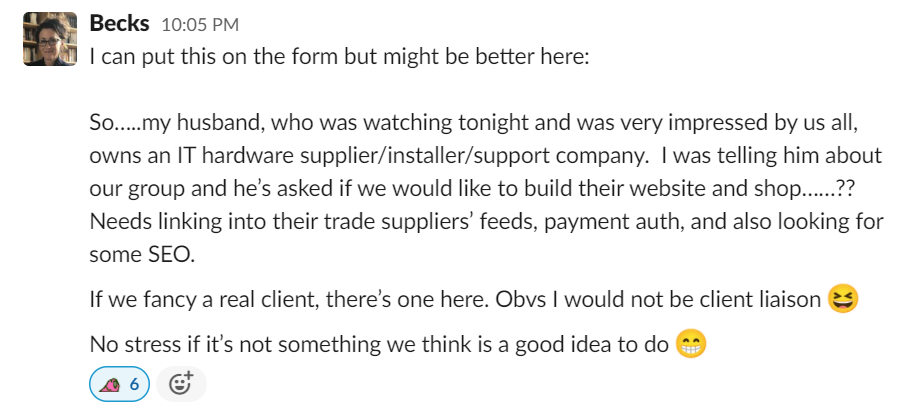 Becks 10:05 PM
I can put this on the form but might be better here:
So.....my husband, who was watching tonight and was very impressed by us all,
owns an IT hardware supplier/installer/support company.  I was telling him about
our group and he’s asked if we would like to build their website and shop......??
Needs linking into their trade suppliers’ feeds, payment auth, and also looking for
some SEO.
If we fancy a real client, there’s one here. Obvs I would not be client liaison 😆
No stress if it’s not something we think is a good idea to do 😁
6